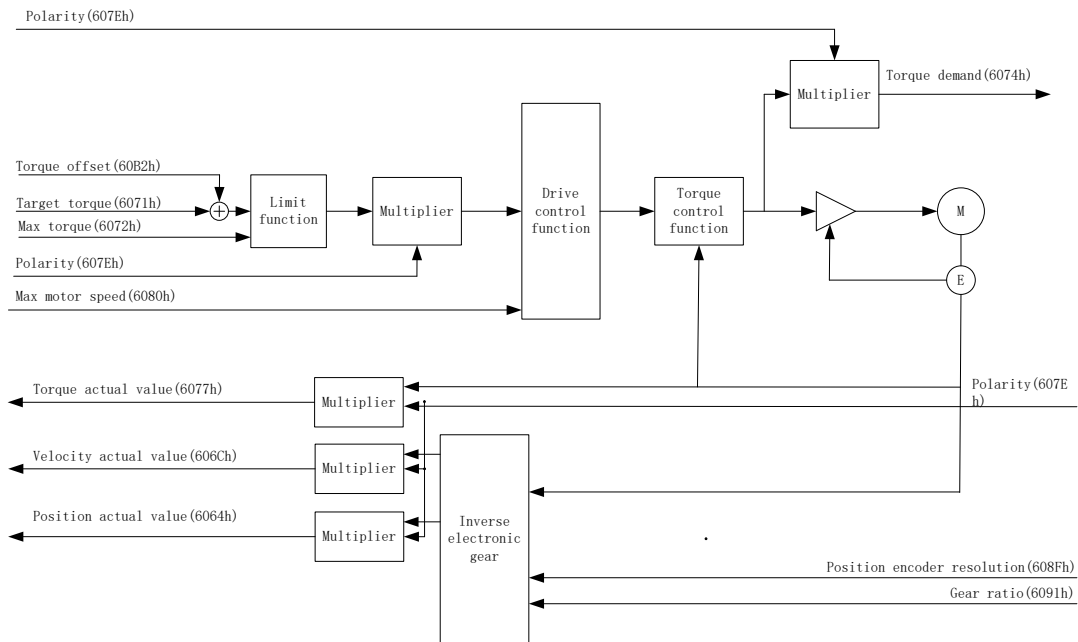 Polarity(607Eh)
Torque demand(6074h)
Multiplier
Torque offset(60B2h)
Target torque(6071h)
Max torque(6072h)
Limit
function
Multiplier
Drive
control
function
Torque
control
function
M
E
Polarity(607Eh)
Max motor speed(6080h)
Torque actual value(6077h)
Multiplier
Polarity(607E
h)
Velocity actual value(606Ch)
Multiplier
Position actual value(6064h)
Multiplier
Inverse
electronic
gear
Position encoder resolution(608Fh)
Gear ratio(6091h)